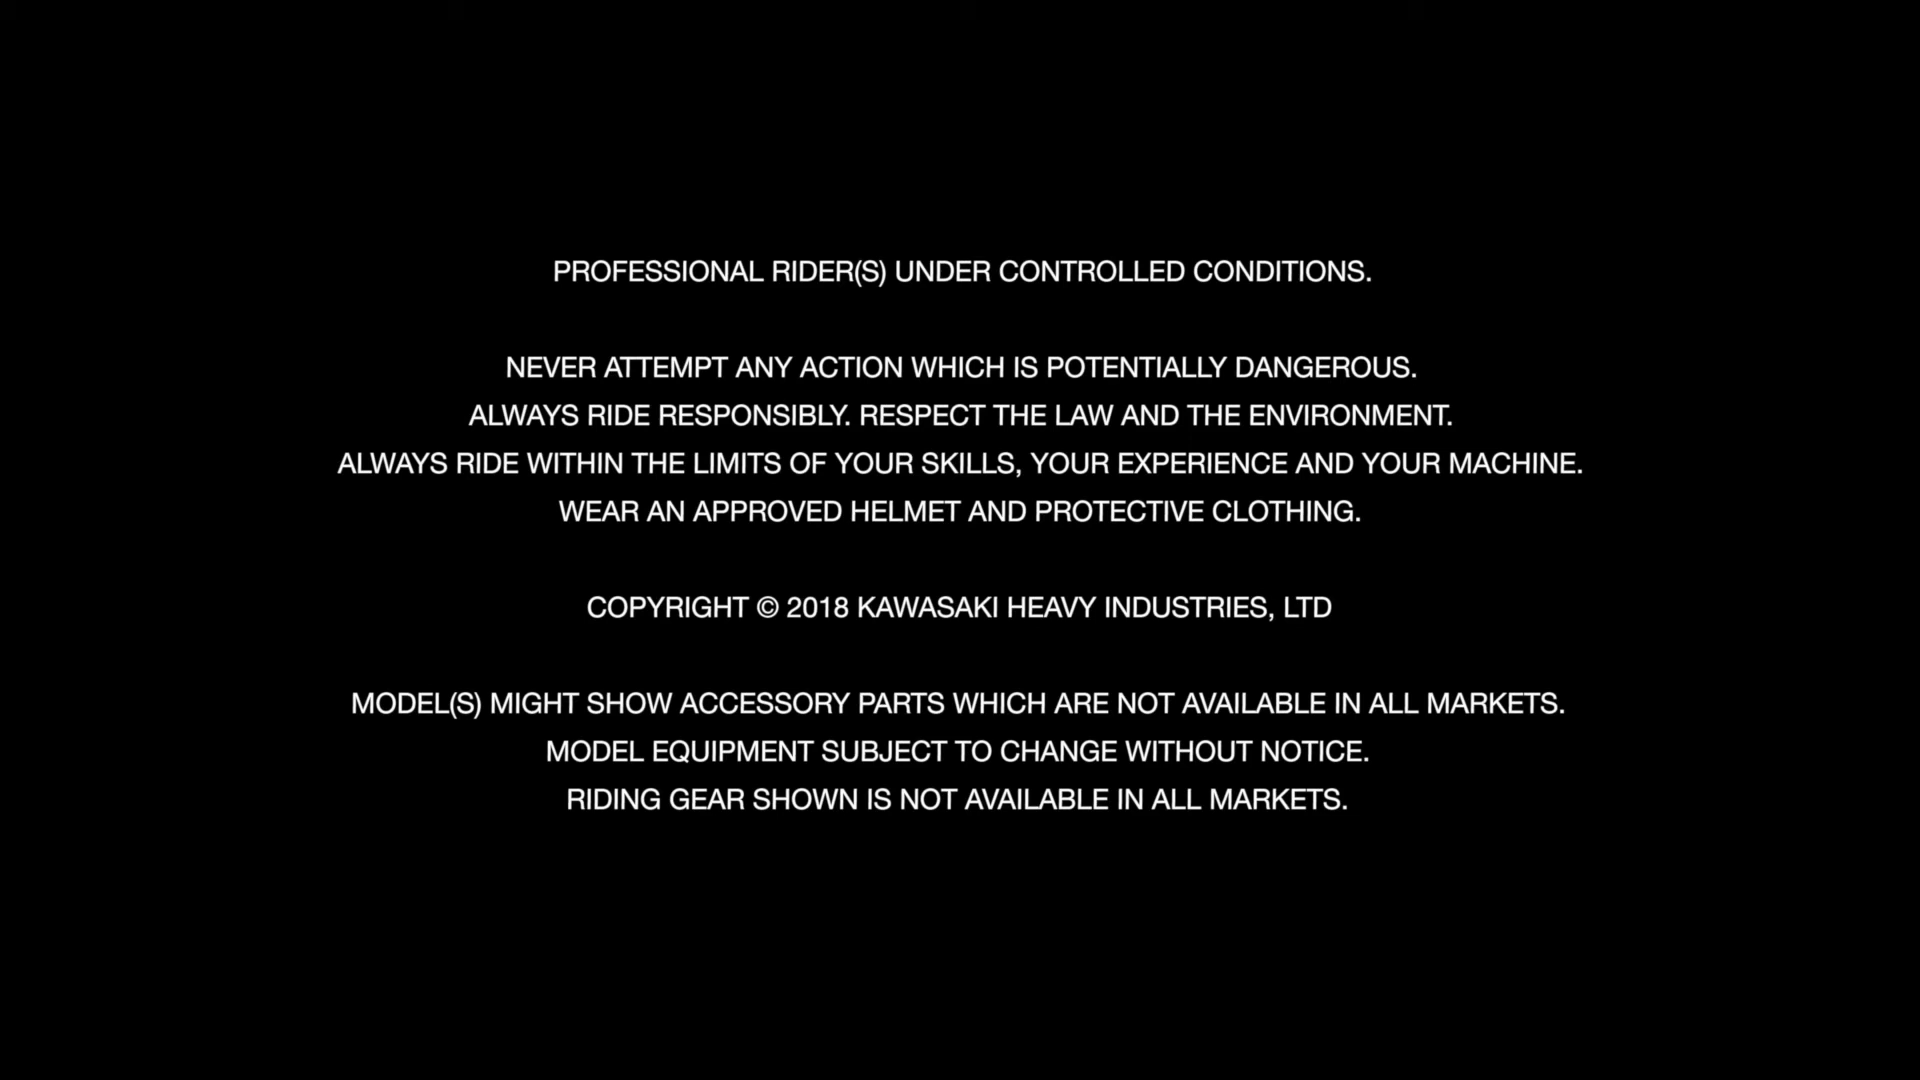 PROFESSIONAL RIDER(S) UNDER CONTROLLED CONDITIONS.
NEVER ATTEMPT ANY ACTION WHICH IS POTENTIALLY DANGEROUS.
ALWAYS RIDE RESPONSIBLY. RESPECT THE LAW AND THE ENVIRONMENT.
ALWAYS RIDE WITHIN THE LIMITS OF YOUR SKILLS, YOUR EXPERIENCE AND YOUR MACHINE.
WEAR AN APPROVED HELMET AND PROTECTIVE CLOTHING.
COPYRIGHT © 2018 KAWASAKI HEAVY INDUSTRIES, LTD
MODEL(S) MIGHT SHOW ACCESSORY PARTS WHICH ARE NOT AVAILABLE IN ALL MARKETS.
MODEL EQUIPMENT SUBJECT TO CHANGE WITHOUT NOTICE.
RIDING GEAR SHOWN IS NOT AVAILABLE IN ALL MARKETS.